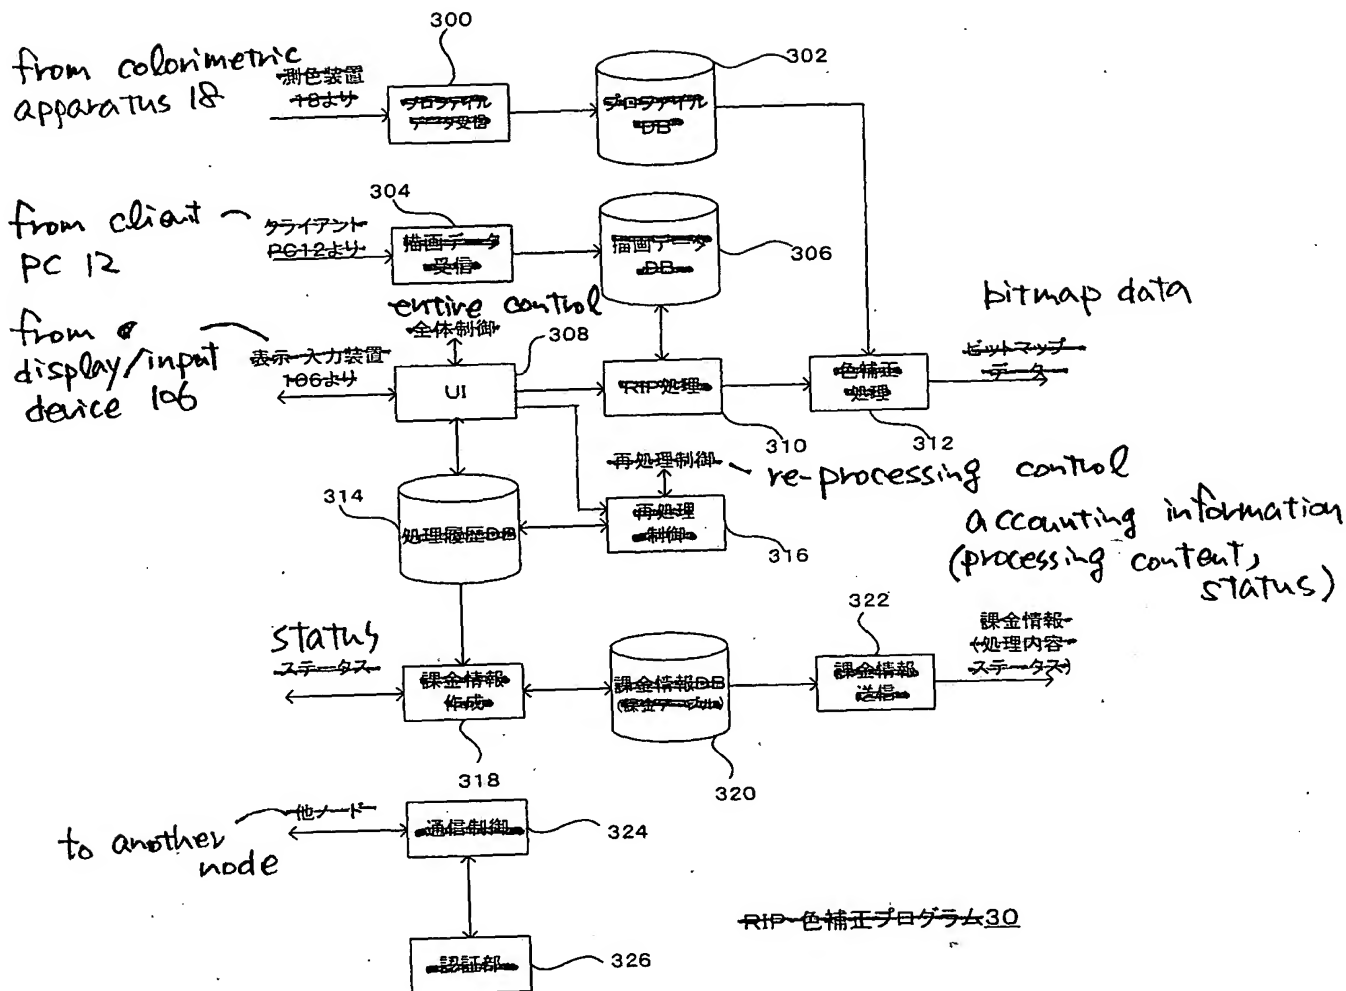 300
from colorimetric
apparatus 18
測色装置
18より
プロファイル
データ受信
302
プロファイル
DB
from client
PC 12
クライアント
PC12より
304
描画データ
受信
描画データ
DB
306
entire control
全体制御
from
display/input
device 106
表示・入力装置
106より
308
UI
RIP処理
310
色補正
処理
312
bitmap data
ビットマップ
データ
再処理制御
re-processing control
314
処理履歴DB
再処理
制御
316
accounting information
(processing content,
status)
status
ステータス
課金情報
作成
318
課金情報DB
(課金テーブル)
320
322
課金情報
送信
課金情報
(処理内容
ステータス)
to another
node
他ノード
通信制御
324
認証部
326
RIP・色補正プログラム30